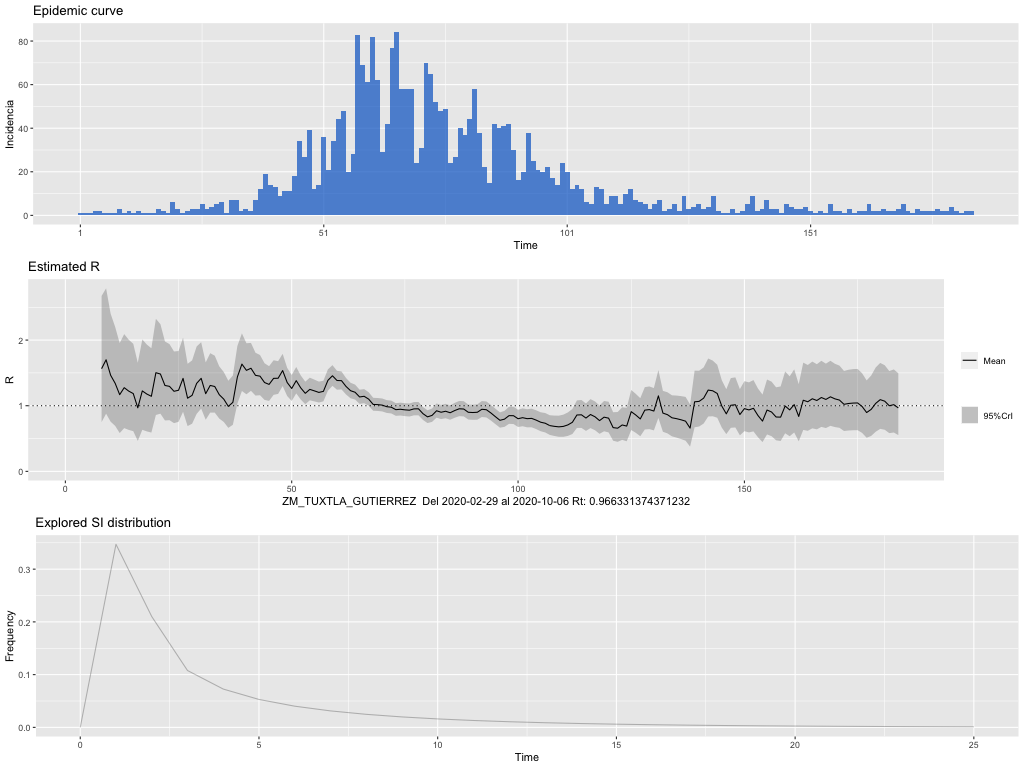 Epidemic curve
80
60
40
20
0
Incidencia
1 51 101 151
Time
Estimated R
2
1
0
R
0 50 100 150
ZM_TUXTLA_GUTIERREZ Del 2020-02-29 al 2020-10-06 Rt: 0.966331374371232
Mean
95%CrI
Explored SI distribution
0.3
0.2
0.1
0.0
Frequency
0 5 10 15 20 25
Time